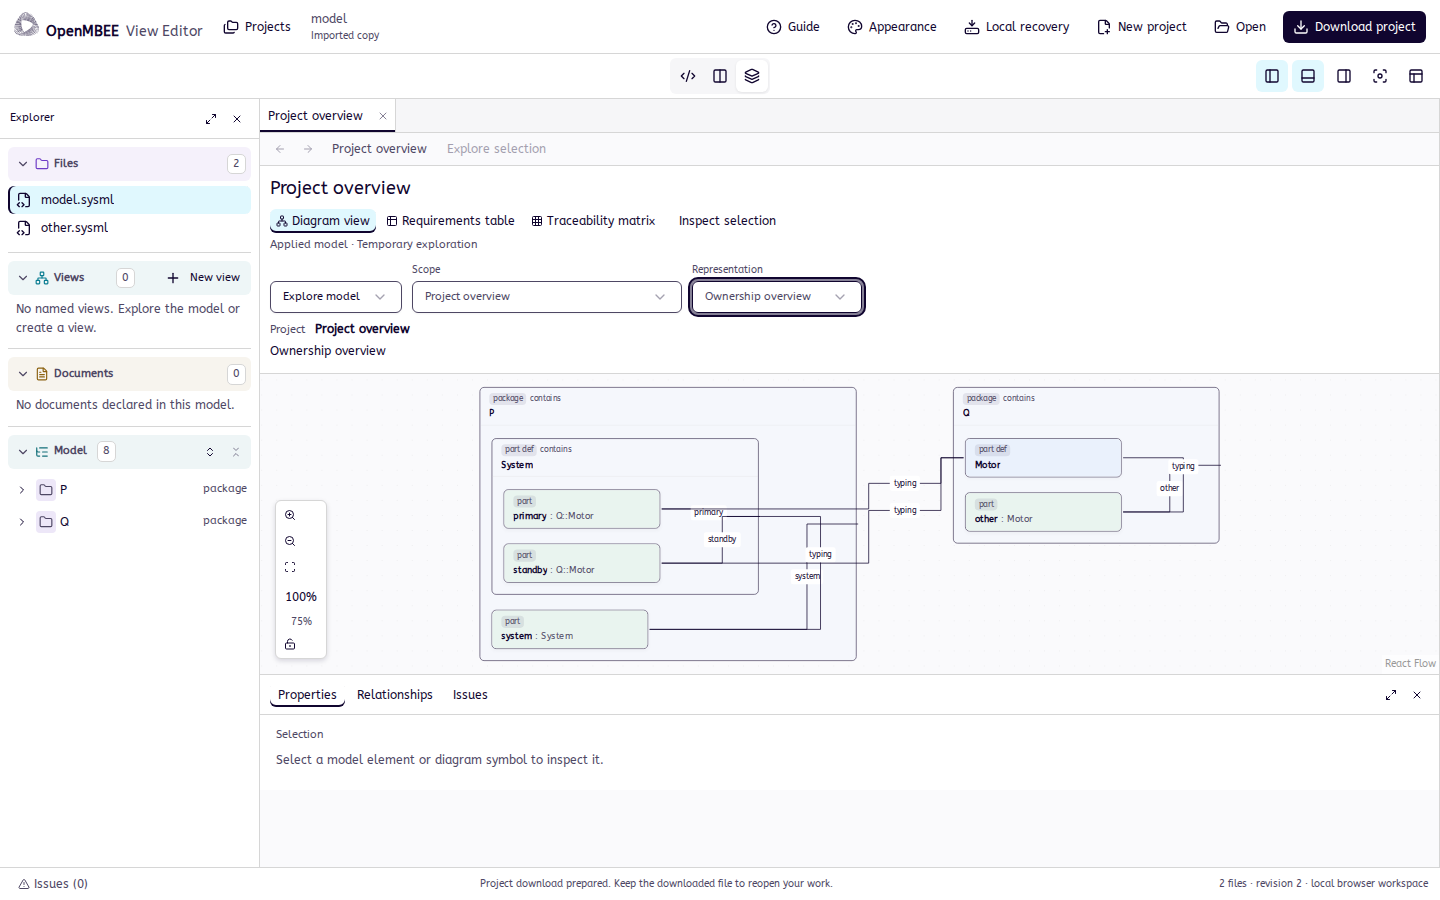 OpenMBEE View Editor
Projects
model
Imported copy
Guide
Appearance
Local recovery
New project
Open
Download project
Explorer
Files
2
model.sysml
other.sysml
Views
0
New view
No named views. Explore the model or
create a view.
Documents
0
No documents declared in this model.
Model
8
P
package
Q
package
Project overview
Project overview
Explore selection
Project overview
Diagram view
Requirements table
Traceability matrix
Inspect selection
Applied model · Temporary exploration
Explore model
Scope
Project overview
Representation
Ownership overview
Project Project overview
Ownership overview
package contains
P
part def contains
System
part
primary : Q::Motor
part
standby : Q::Motor
part
system : System
primary
standby
typing
system
typing
typing
package contains
Q
part def
Motor
part
other : Motor
typing
other
100%
75%
React Flow
Properties
Relationships
Issues
Selection
Select a model element or diagram symbol to inspect it.
Issues (0)
Project download prepared. Keep the downloaded file to reopen your work.
2 files · revision 2 · local browser workspace